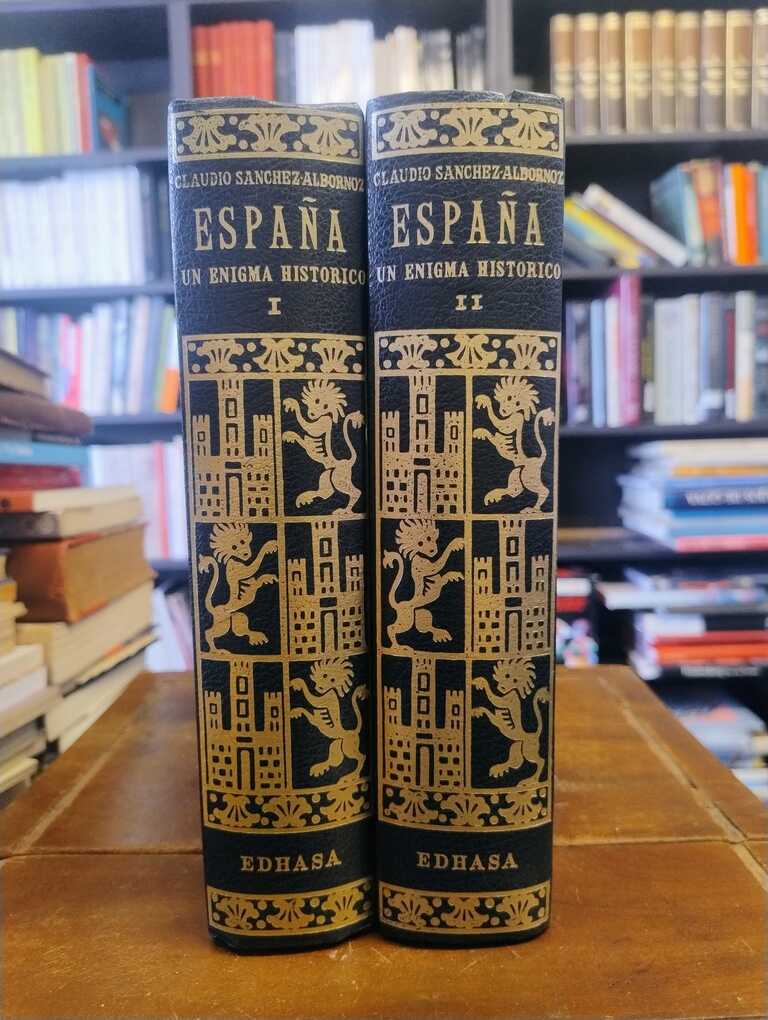 CLAUDIO SANCHEZ-ALBORNOZ
ESPAÑA
UN ENIGMA HISTORICO
I
EDHASA
CLAUDIO SANCHEZ-ALBORNOZ
ESPAÑA
UN ENIGMA HISTORICO
II
EDHASA